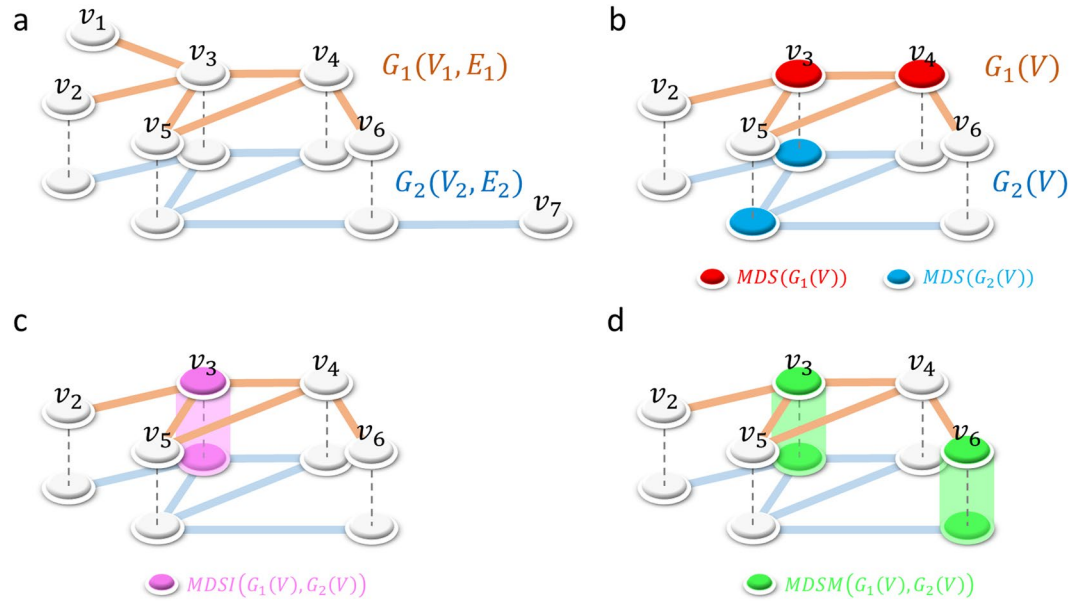 a
v₁
v₃
v₄
G₁(V₁, E₁)
v₂
v₅
v₆
G₂(V₂, E₂)
v₇
b
v₃
v₄
G₁(V)
v₂
v₅
v₆
G₂(V)
MDS(G₁(V))
MDS(G₂(V))
c
v₃
v₄
v₂
v₅
v₆
MDSI(G₁(V), G₂(V))
d
v₃
v₄
v₂
v₅
v₆
MDSM(G₁(V), G₂(V))